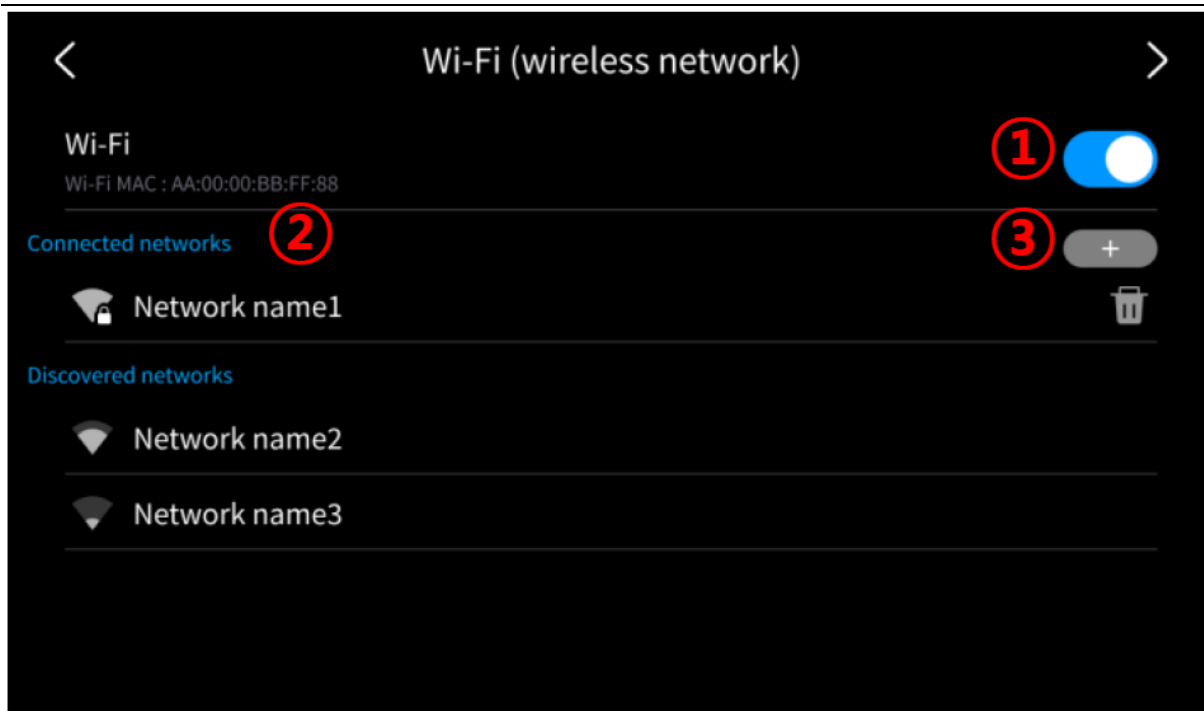 Wi-Fi (wireless network)
Wi-Fi
①
Wi-Fi MAC : AA:00:00:BB:FF:88
Connected networks ②
③ +
Network name1
Discovered networks
Network name2
Network name3